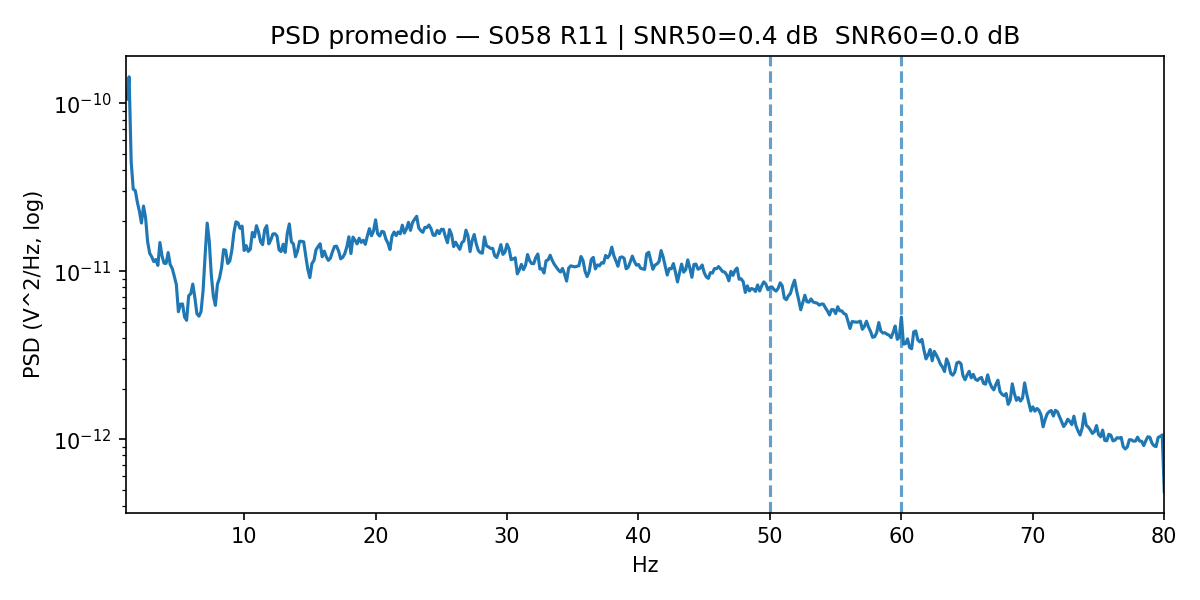 PSD promedio — S058 R11 | SNR50=0.4 dB  SNR60=0.0 dB
PSD (V^2/Hz, log)
10⁻¹⁰
10⁻¹¹
10⁻¹²
10 20 30 40 50 60 70 80
Hz